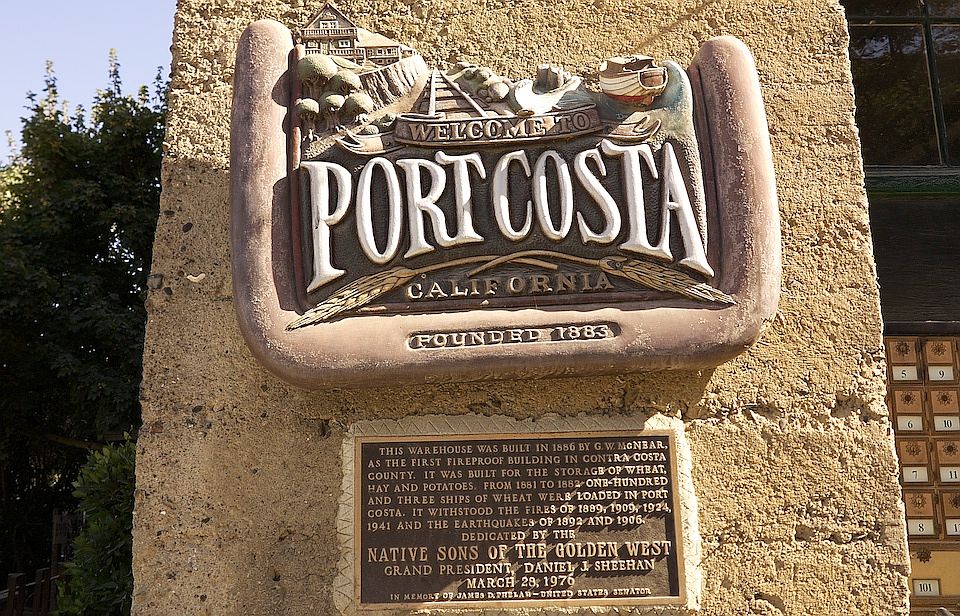 WELCOME TO
PORT COSTA
CALIFORNIA
FOUNDED 1883
THIS WAREHOUSE WAS BUILT IN 1886 BY G.W. McNEAR,
AS THE FIRST FIREPROOF BUILDING IN CONTRA COSTA
COUNTY. IT WAS BUILT FOR THE STORAGE OF WHEAT,
HAY AND POTATOES. FROM 1881 TO 1882 ONE-HUNDRED
AND THREE SHIPS OF WHEAT WERE LOADED IN PORT
COSTA. IT WITHSTOOD THE FIRES OF 1889, 1909, 1924,
1941 AND THE EARTHQUAKES OF 1892 AND 1906.
DEDICATED BY THE
NATIVE SONS OF THE GOLDEN WEST
GRAND PRESIDENT, DANIEL J. SHEEHAN
MARCH 28, 1976
IN MEMORY OF JAMES D. PHELAN - UNITED STATES SENATOR
5 9
6 10
7 11
8
101